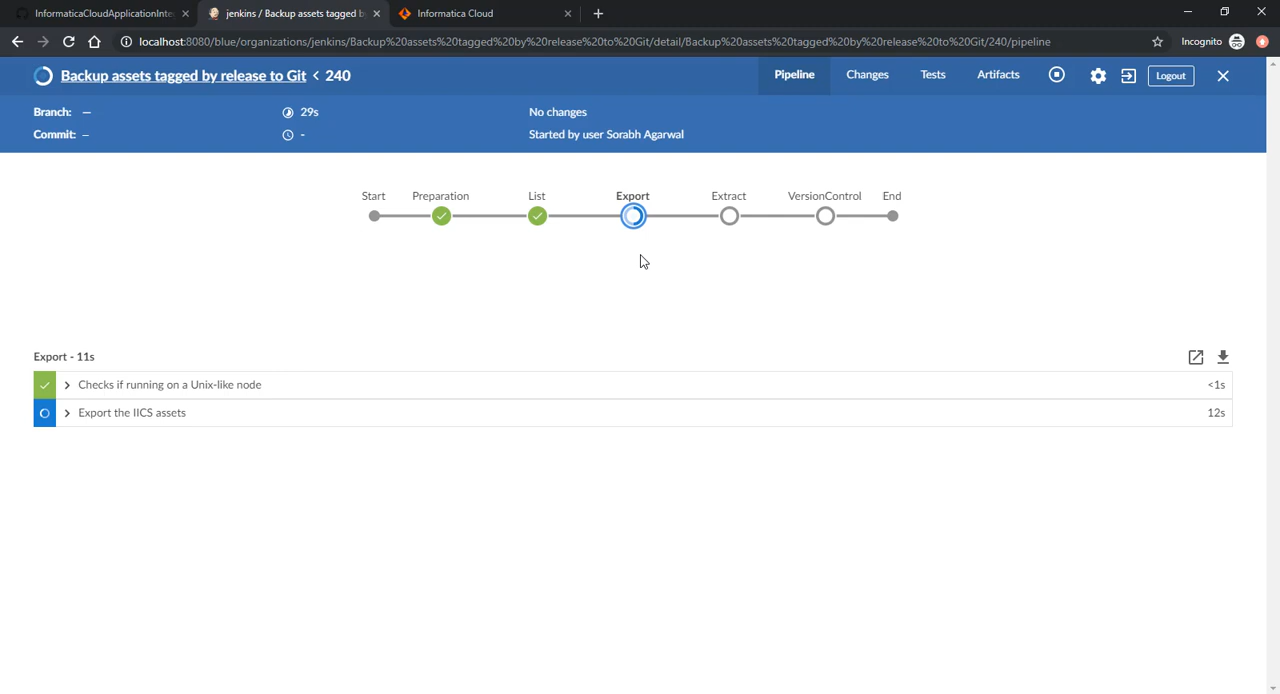 InformaticaCloudApplicationInte
jenkins / Backup assets tagged b
Informatica Cloud
localhost:8080/blue/organizations/jenkins/Backup%20assets%20tagged%20by%20release%20to%20Git/detail/Backup%20assets%20tagged%20by%20release%20to%20Git/240/pipeline
Incognito
Backup assets tagged by release to Git < 240
Pipeline
Changes
Tests
Artifacts
Logout
Branch: —
29s
No changes
Commit: –
-
Started by user Sorabh Agarwal
Start
Preparation
List
Export
Extract
VersionControl
End
Export - 11s
Checks if running on a Unix-like node
<1s
Export the IICS assets
12s